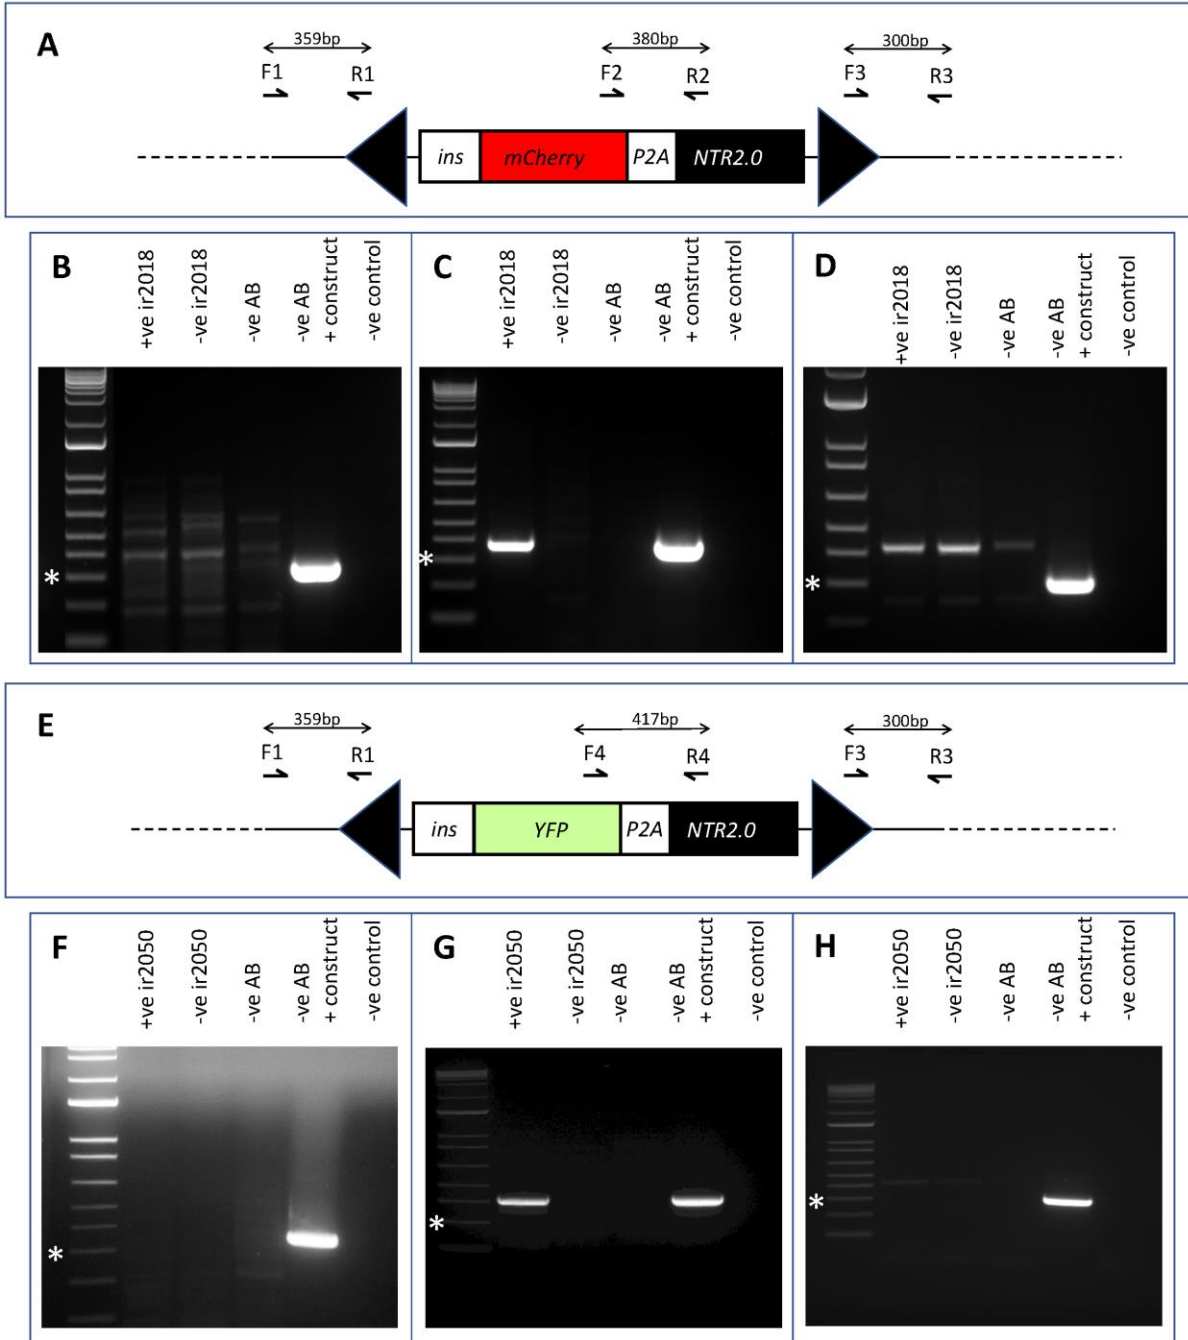 A
359bp
380bp
300bp
F1
R1
F2
R2
F3
R3
ins
mCherry
P2A
NTR2.0
B
+ve ir2018
-ve ir2018
-ve AB
-ve AB
+ construct
-ve control
*
C
+ve ir2018
-ve ir2018
-ve AB
-ve AB
+ construct
-ve control
*
D
+ve ir2018
-ve ir2018
-ve AB
-ve AB
+ construct
-ve control
*
E
359bp
417bp
300bp
F1
R1
F4
R4
F3
R3
ins
YFP
P2A
NTR2.0
F
+ve ir2050
-ve ir2050
-ve AB
-ve AB
+ construct
-ve control
*
G
+ve ir2050
-ve ir2050
-ve AB
-ve AB
+ construct
-ve control
*
H
+ve ir2050
-ve ir2050
-ve AB
-ve AB
+ construct
-ve control
*